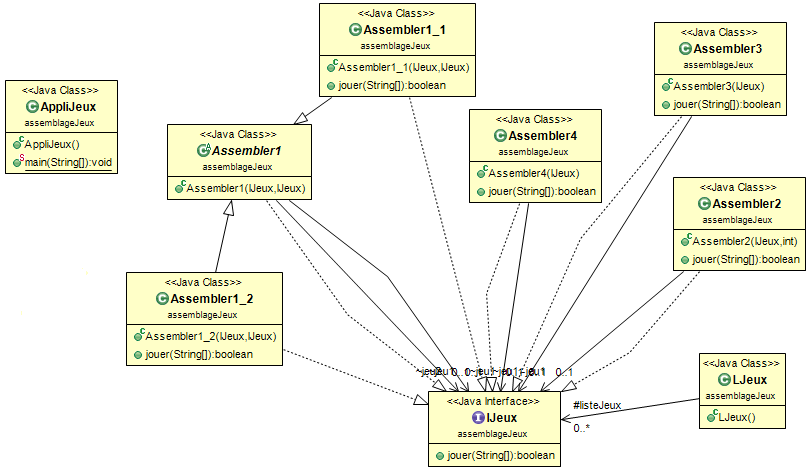 <<Java Class>>
Assembler1_1
assemblageJeux
Assembler1_1(IJeux,IJeux)
jouer(String[]):boolean
<<Java Class>>
Assembler3
assemblageJeux
Assembler3(IJeux)
jouer(String[]):boolean
<<Java Class>>
AppliJeux
assemblageJeux
AppliJeux()
main(String[]):void
<<Java Class>>
Assembler1
assemblageJeux
Assembler1(IJeux,IJeux)
<<Java Class>>
Assembler4
assemblageJeux
Assembler4(IJeux)
jouer(String[]):boolean
<<Java Class>>
Assembler2
assemblageJeux
Assembler2(IJeux,int)
jouer(String[]):boolean
<<Java Class>>
Assembler1_2
assemblageJeux
Assembler1_2(IJeux,IJeux)
jouer(String[]):boolean
0..1
<<Java Class>>
LJeux
assemblageJeux
LJeux()
#listeJeux
0..*
<<Java Interface>>
IJeux
assemblageJeux
jouer(String[]):boolean